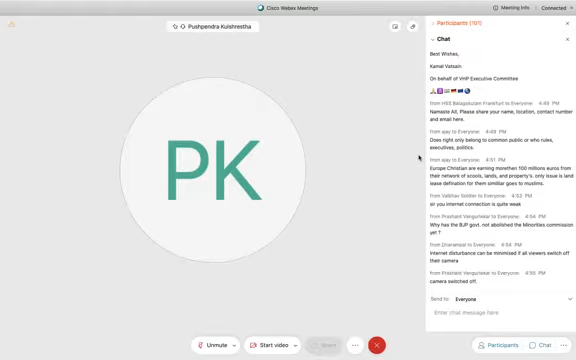 Cisco Webex Meetings
Meeting Info
Connected
Pushpendra Kulshrestha
PK
Participants (101)
Chat
Best Wishes,
Kamal Vatsain
On behalf of VHP Executive Committee
from HSS Balagokulam Frankfurt to Everyone: 4:49 PM
Namaste All, Please share your name, location, contact number
and email here.
from ajay to Everyone: 4:49 PM
Does right only belong to common public or who rules,
executives, politics.
from ajay to Everyone: 4:51 PM
Europe Christian are earning morethen 100 millions euros from
their network of scools, lands, and property's. only issue is land
lease defination for them similiar goes to muslims.
from Vaibhav Soldier to Everyone: 4:53 PM
sir you internet connection is quite weak
from Prashant Vengurlekar to Everyone: 4:54 PM
Why has the BJP govt. not abolished the Minorities commission
yet ?
from Dharampal to Everyone: 4:54 PM
Internet disturbance can be minimised if all viewers switch off
their camera
from Prashant Vengurlekar to Everyone: 4:55 PM
camera switched off.
Send to: Everyone
Enter chat message here
Unmute
Start video
Share
Participants
Chat